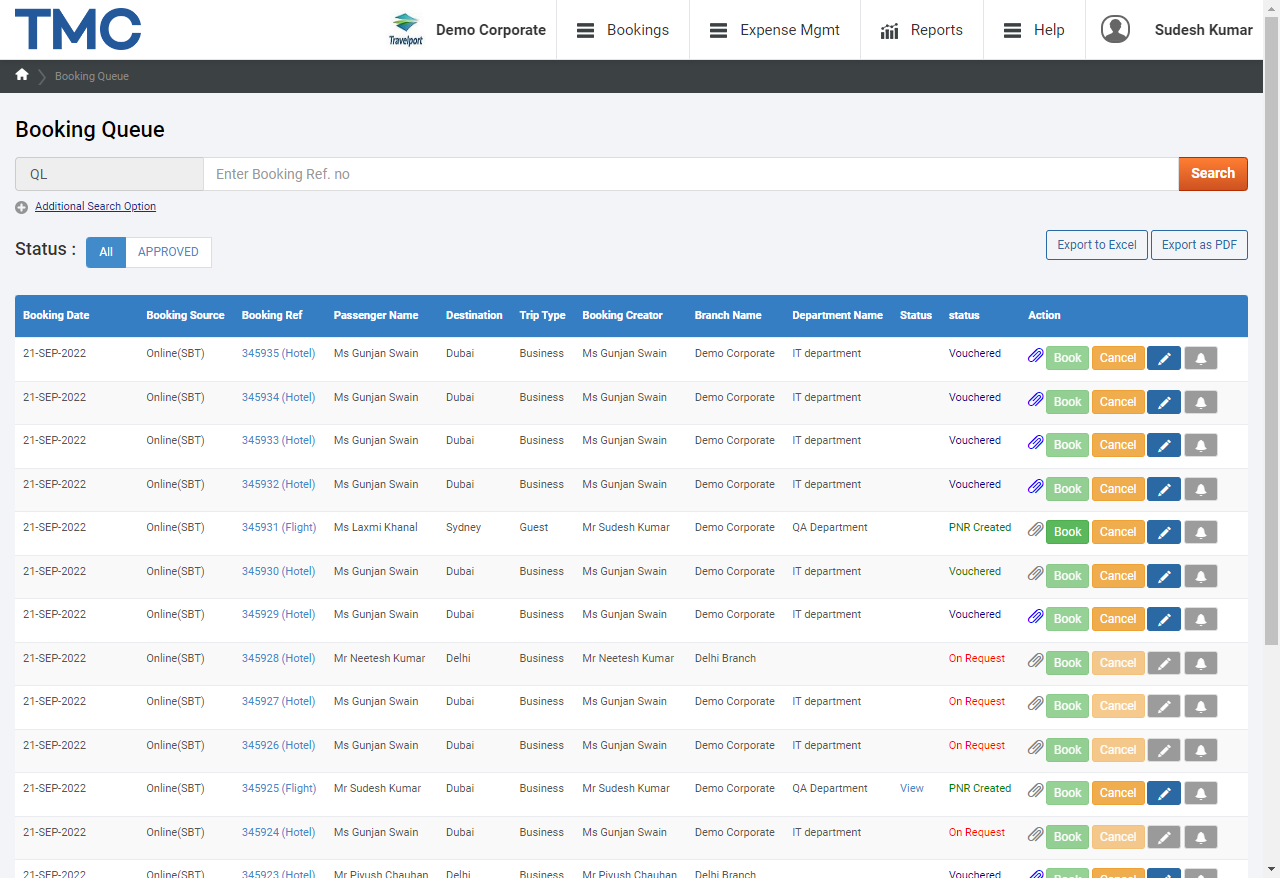 TMC
Travelport
Demo Corporate
Bookings
Expense Mgmt
Reports
Help
Sudesh Kumar
Booking Queue
Booking Queue
QL Enter Booking Ref. no Search
Additional Search Option
Status : All APPROVED Export to Excel Export as PDF
Booking Date Booking Source Booking Ref Passenger Name Destination Trip Type Booking Creator Branch Name Department Name Status status Action
21-SEP-2022 Online(SBT) 345935 (Hotel) Ms Gunjan Swain Dubai Business Ms Gunjan Swain Demo Corporate IT department Vouchered Book Cancel
21-SEP-2022 Online(SBT) 345934 (Hotel) Ms Gunjan Swain Dubai Business Ms Gunjan Swain Demo Corporate IT department Vouchered Book Cancel
21-SEP-2022 Online(SBT) 345933 (Hotel) Ms Gunjan Swain Dubai Business Ms Gunjan Swain Demo Corporate IT department Vouchered Book Cancel
21-SEP-2022 Online(SBT) 345932 (Hotel) Ms Gunjan Swain Dubai Business Ms Gunjan Swain Demo Corporate IT department Vouchered Book Cancel
21-SEP-2022 Online(SBT) 345931 (Flight) Ms Laxmi Khanal Sydney Guest Mr Sudesh Kumar Demo Corporate QA Department PNR Created Book Cancel
21-SEP-2022 Online(SBT) 345930 (Hotel) Ms Gunjan Swain Dubai Business Ms Gunjan Swain Demo Corporate IT department Vouchered Book Cancel
21-SEP-2022 Online(SBT) 345929 (Hotel) Ms Gunjan Swain Dubai Business Ms Gunjan Swain Demo Corporate IT department Vouchered Book Cancel
21-SEP-2022 Online(SBT) 345928 (Hotel) Mr Neetesh Kumar Delhi Business Mr Neetesh Kumar Delhi Branch On Request Book Cancel
21-SEP-2022 Online(SBT) 345927 (Hotel) Ms Gunjan Swain Dubai Business Ms Gunjan Swain Demo Corporate IT department On Request Book Cancel
21-SEP-2022 Online(SBT) 345926 (Hotel) Ms Gunjan Swain Dubai Business Ms Gunjan Swain Demo Corporate IT department On Request Book Cancel
21-SEP-2022 Online(SBT) 345925 (Flight) Mr Sudesh Kumar Dubai Business Mr Sudesh Kumar Demo Corporate QA Department View PNR Created Book Cancel
21-SEP-2022 Online(SBT) 345924 (Hotel) Ms Gunjan Swain Dubai Business Ms Gunjan Swain Demo Corporate IT department On Request Book Cancel
21-SEP-2022 Online(SBT) 345923 (Hotel) Mr Piyush Chauhan Delhi Business Mr Piyush Chauhan Delhi Branch Vouchered Book Cancel